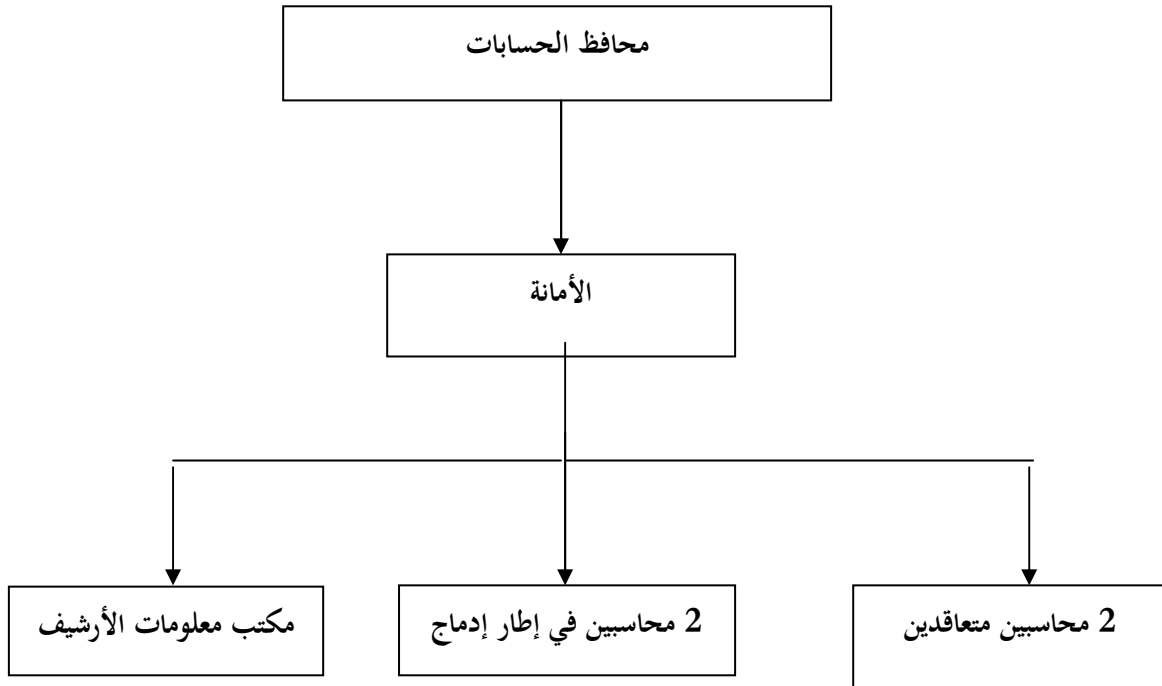 محافظ الحسابات
الأمانة
2 محاسبين متعاقدين
2 محاسبين في إطار إدماج
مكتب معلومات الأرشيف